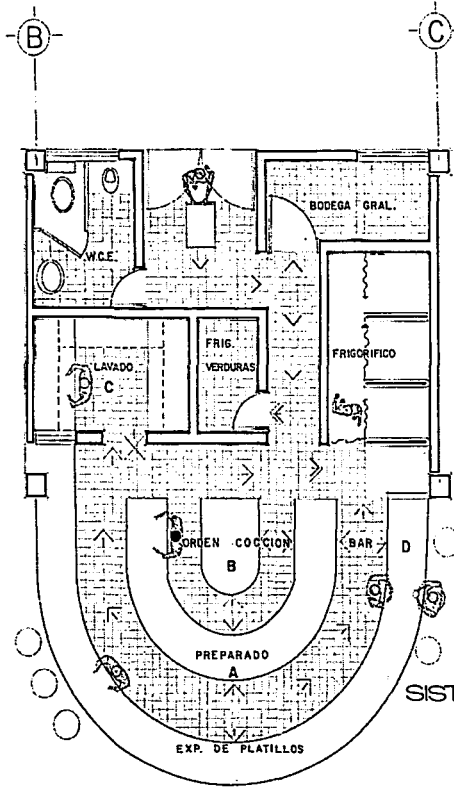 B
C
BODEGA GRAL.
W.C.E.
FRIG.
VERDURAS
FRIGORIFICO
LAVADO
C
ORDEN COCCION
BAR
D
B
PREPARADO
A
SIST
EXP. DE PLATILLOS